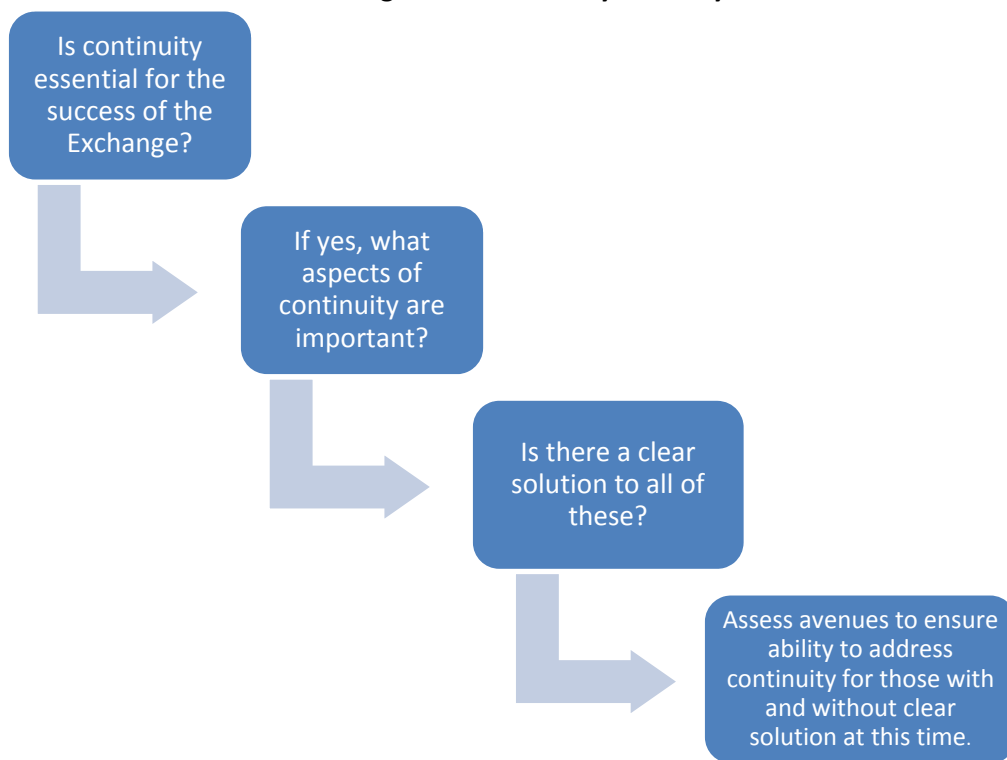 Is continuity
essential for the
success of the
Exchange?
If yes, what
aspects of
continuity are
important?
Is there a clear
solution to all of
these?
Assess avenues to ensure
ability to address
continuity for those with
and without clear
solution at this time.